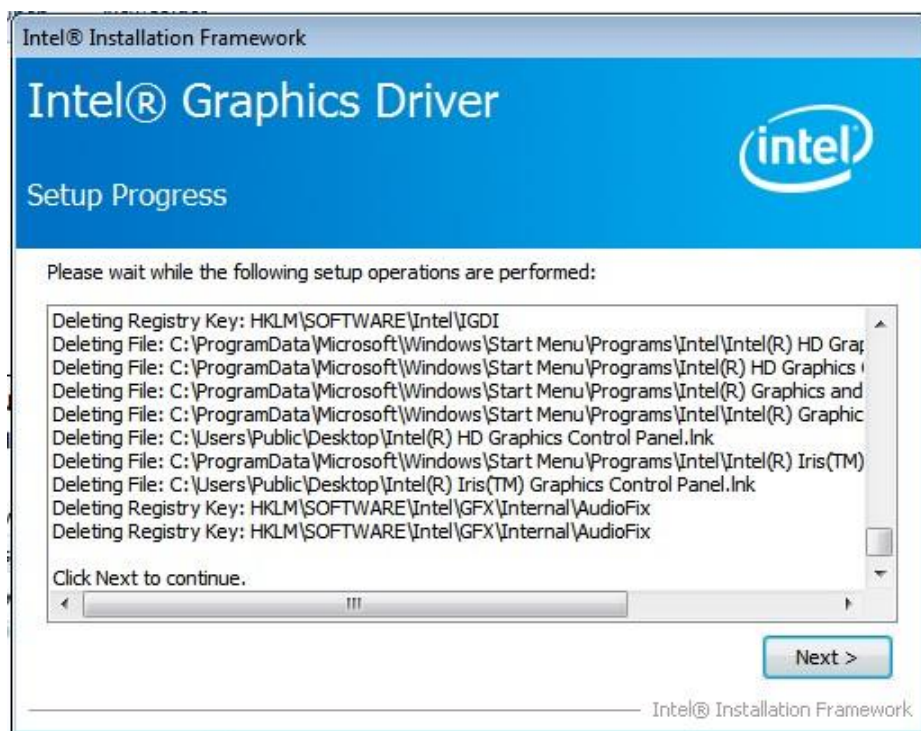 Intel® Installation Framework
Intel® Graphics Driver
intel
Setup Progress
Please wait while the following setup operations are performed:
Deleting Registry Key: HKLM\SOFTWARE\Intel\IGDI
Deleting File: C:\ProgramData\Microsoft\Windows\Start Menu\Programs\Intel\Intel(R) HD Grap
Deleting File: C:\ProgramData\Microsoft\Windows\Start Menu\Programs\Intel(R) HD Graphics
Deleting File: C:\ProgramData\Microsoft\Windows\Start Menu\Programs\Intel(R) Graphics and
Deleting File: C:\ProgramData\Microsoft\Windows\Start Menu\Programs\Intel\Intel(R) Graphic
Deleting File: C:\Users\Public\Desktop\Intel(R) HD Graphics Control Panel.lnk
Deleting File: C:\ProgramData\Microsoft\Windows\Start Menu\Programs\Intel\Intel(R) Iris(TM)
Deleting File: C:\Users\Public\Desktop\Intel(R) Iris(TM) Graphics Control Panel.lnk
Deleting Registry Key: HKLM\SOFTWARE\Intel\GFX\Internal\AudioFix
Deleting Registry Key: HKLM\SOFTWARE\Intel\GFX\Internal\AudioFix
Click Next to continue.
Next >
Intel® Installation Framework